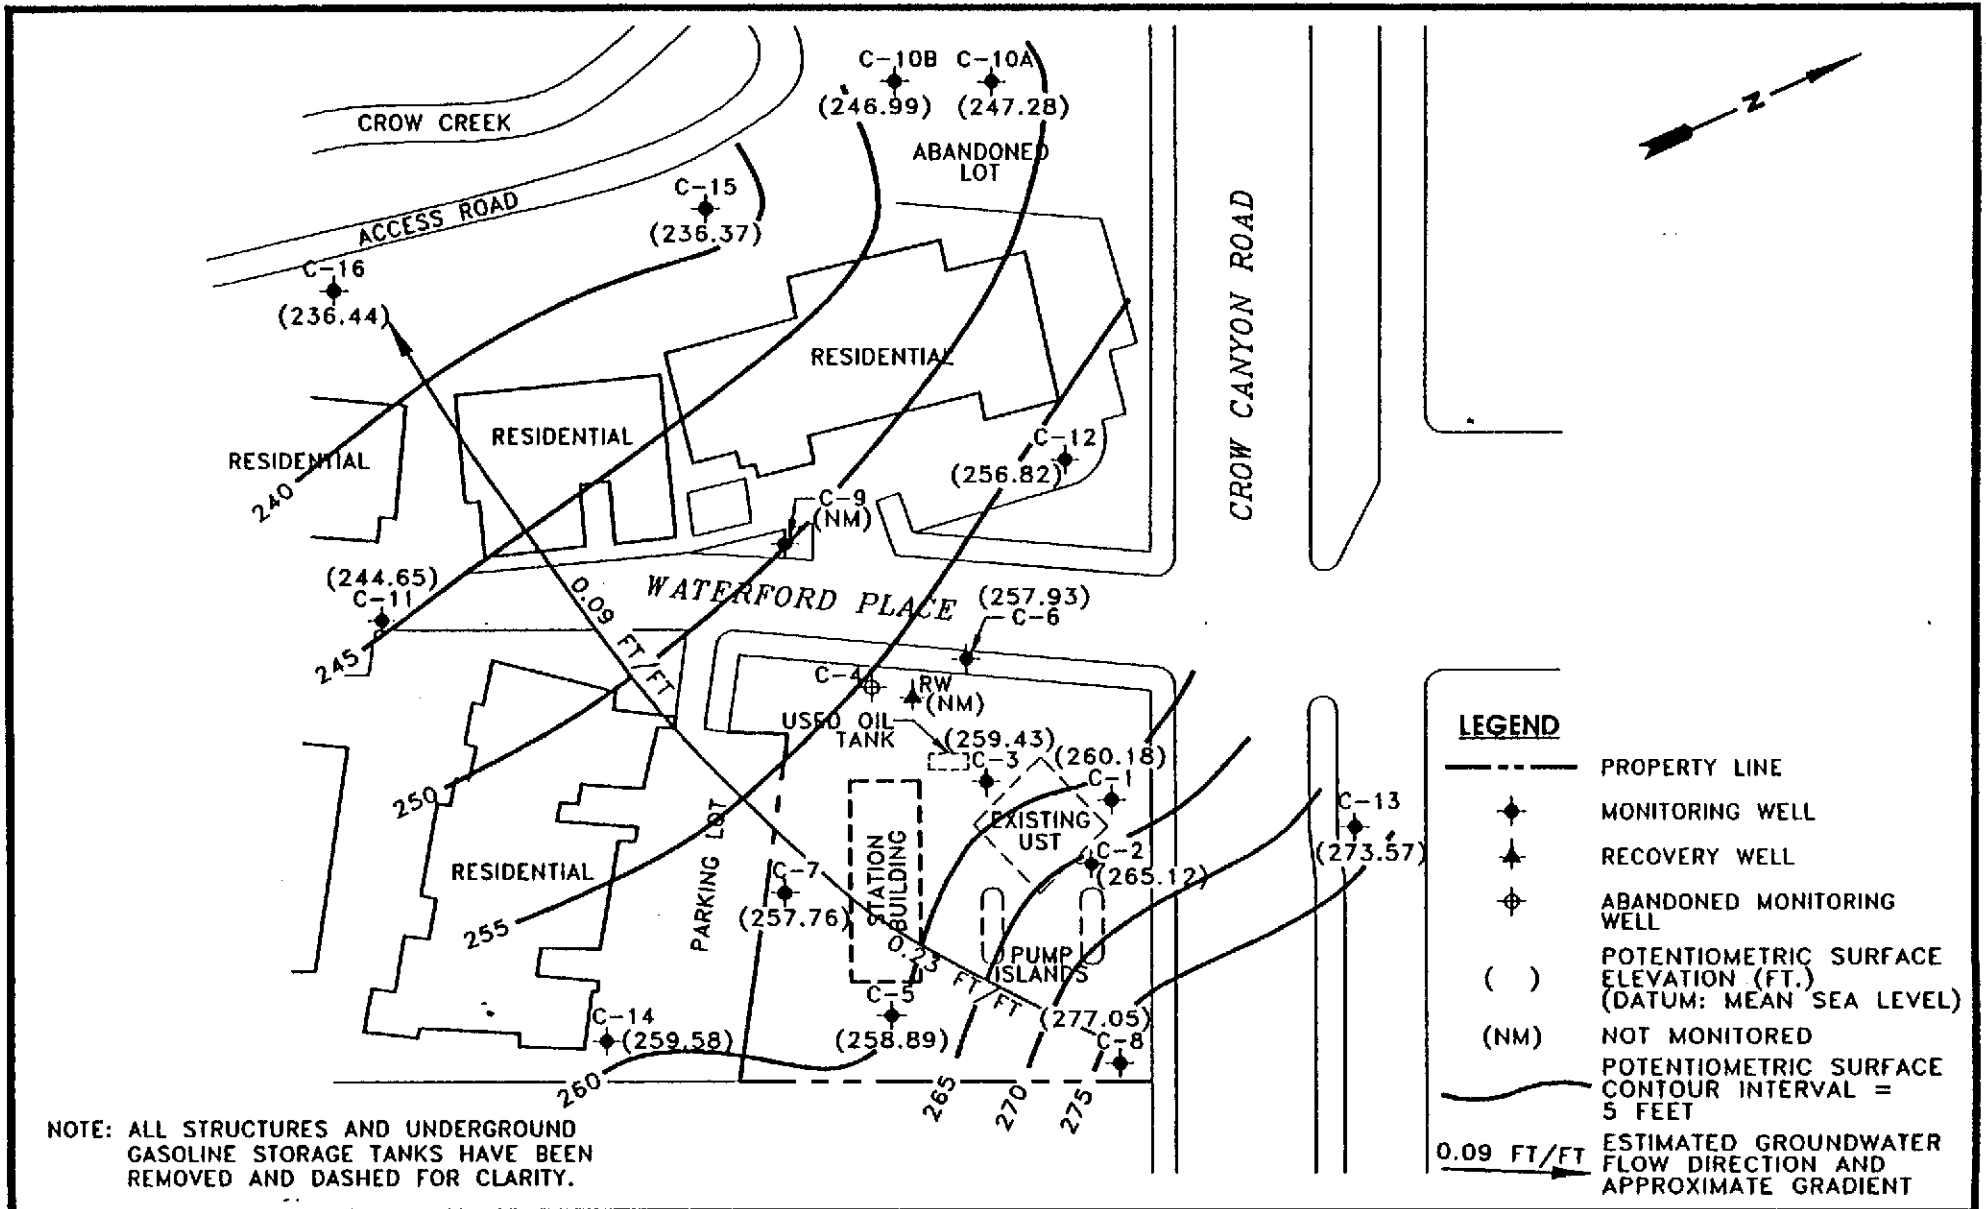 C-10B C-10A
(246.99) (247.28)
CROW CREEK
ABANDONED
LOT
N
C-15
(236.37)
ACCESS ROAD
C-16
(236.44)
CROW CANYON ROAD
RESIDENTIAL
RESIDENTIAL
RESIDENTIAL
240
C-12
(256.82)
C-9
(NM)
(244.65)
C-11
245
0.09 FT/FT
WATERFORD PLACE
(257.93)
C-6
C-4
RW
(NM)
USED OIL
TANK
(259.43)
C-3
(260.18)
C-1
EXISTING
UST
C-13
(273.57)
C-2
(265.12)
250
PARKING LOT
STATION
BUILDING
RESIDENTIAL
C-7
(257.76)
255
0.23 FT FT
PUMP
ISLANDS
C-5
(258.89)
(277.05)
C-8
C-14
(259.58)
260
265
270
275
LEGEND
PROPERTY LINE
MONITORING WELL
RECOVERY WELL
ABANDONED MONITORING
WELL
( ) POTENTIOMETRIC SURFACE
ELEVATION (FT.)
(DATUM: MEAN SEA LEVEL)
(NM) NOT MONITORED
POTENTIOMETRIC SURFACE
CONTOUR INTERVAL =
5 FEET
0.09 FT/FT ESTIMATED GROUNDWATER
FLOW DIRECTION AND
APPROXIMATE GRADIENT
NOTE: ALL STRUCTURES AND UNDERGROUND
GASOLINE STORAGE TANKS HAVE BEEN
REMOVED AND DASHED FOR CLARITY.